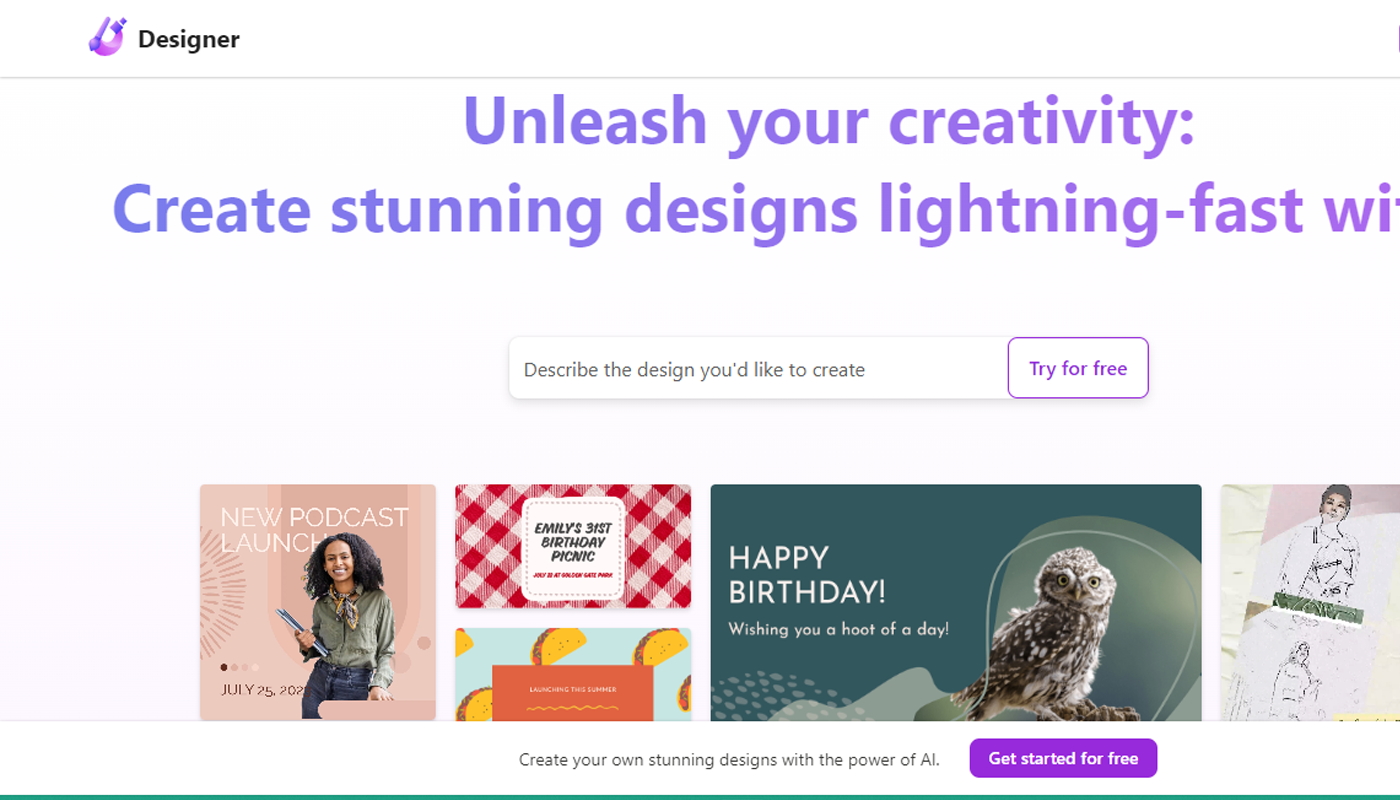 Designer
Unleash your creativity:
Create stunning designs lightning-fast wi
Describe the design you'd like to create
Try for free
NEW PODCAST
LAUNCH
JULY 25, 202
EMILY'S 31ST
BIRTHDAY
PICNIC
JULY 23 AT GOLDEN GATE PARK
LAUNCHING THIS SUMMER
HAPPY
BIRTHDAY!
Wishing you a hoot of a day!
Create your own stunning designs with the power of AI.
Get started for free